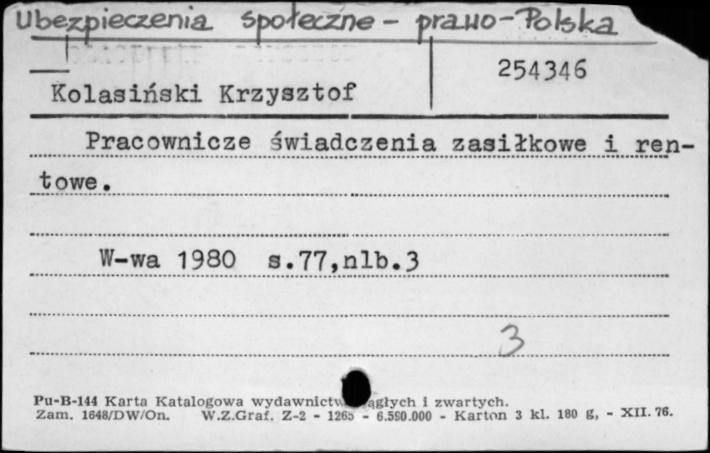 Ubezpieczenia społeczne - prawo - Polska
254346
Kolasiński Krzysztof
Pracownicze świadczenia zasiłkowe i ren-
towe.
W-wa 1980 s.77,nlb.3
3
Pu-B-144 Karta Katalogowa i zwartych.
Zam. 1648/DW/On. W.Z.Graf. Z-2 - 1265 - 6.590.000 - Karton 3 kl. 180 g, - XII. 76.